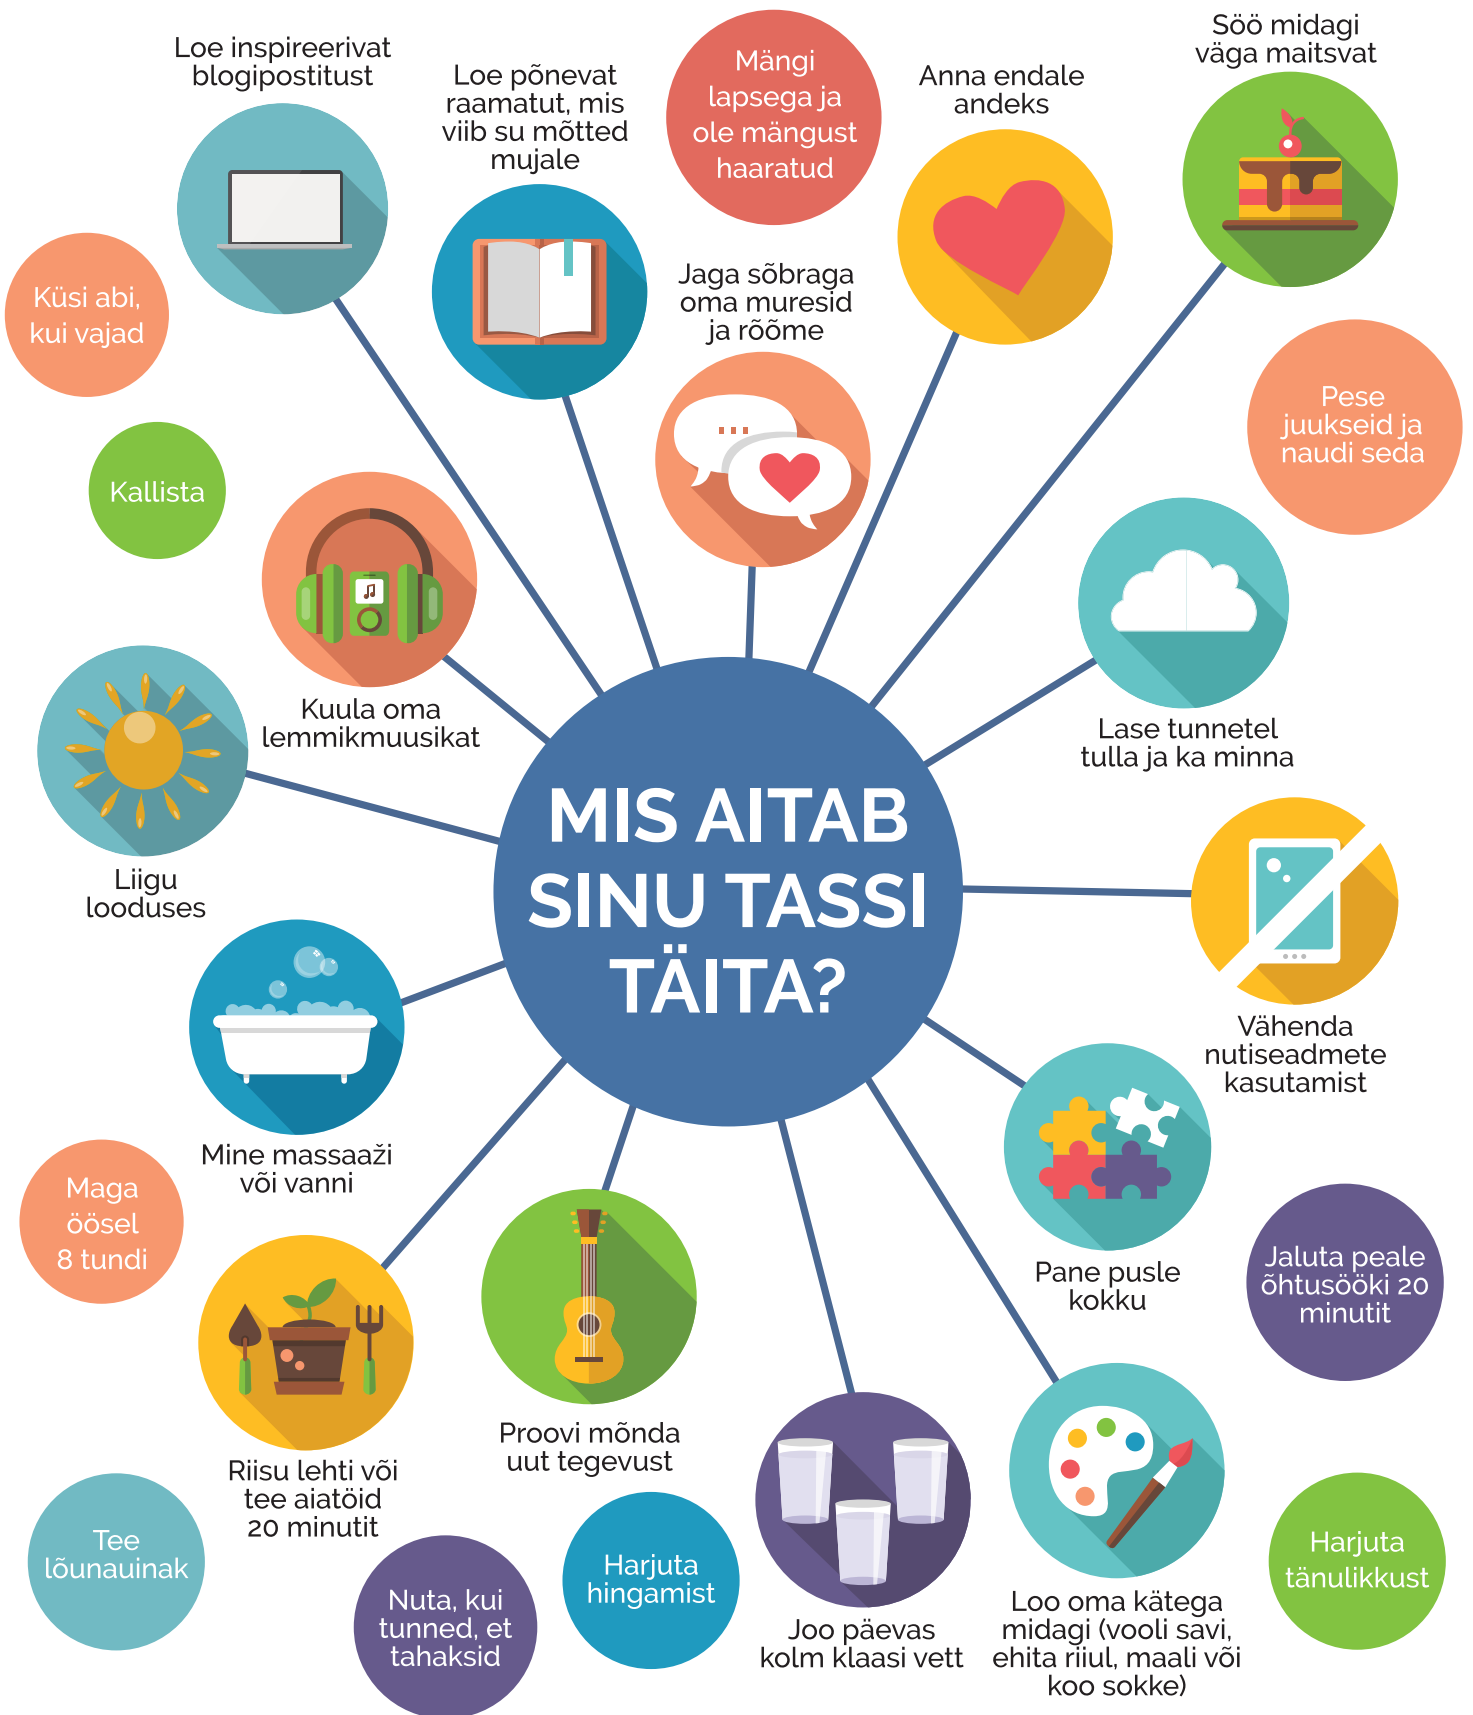 Loe inspireerivat
blogipostitust
Loe põnevat
raamatut, mis
viib su mõtted
mujale
Mängi
lapsega ja
ole mängust
haaratud
Anna endale
andeks
Söö midagi
väga maitsvat
Küsi abi,
kui vajad
Jaga sõbraga
oma muresid
ja rõõme
Pese
juukseid ja
naudi seda
Kallista
Kuula oma
lemmikmuusikat
Lase tunnetel
tulla ja ka minna
MIS AITAB
SINU TASSI
TÄITA?
Liigu
looduses
Vähenda
nutiseadmete
kasutamist
Mine massaaži
või vanni
Maga
öösel
8 tundi
Pane pusle
kokku
Jaluta peale
õhtusööki 20
minutit
Riisu lehti või
tee aiatöid
20 minutit
Proovi mõnda
uut tegevust
Tee
lõunauinak
Nuta, kui
tunned, et
tahaksid
Harjuta
hingamist
Joo päevas
kolm klaasi vett
Loo oma kätega
midagi (vooli savi,
ehita riiul, maali või
koo sokke)
Harjuta
tänulikkust